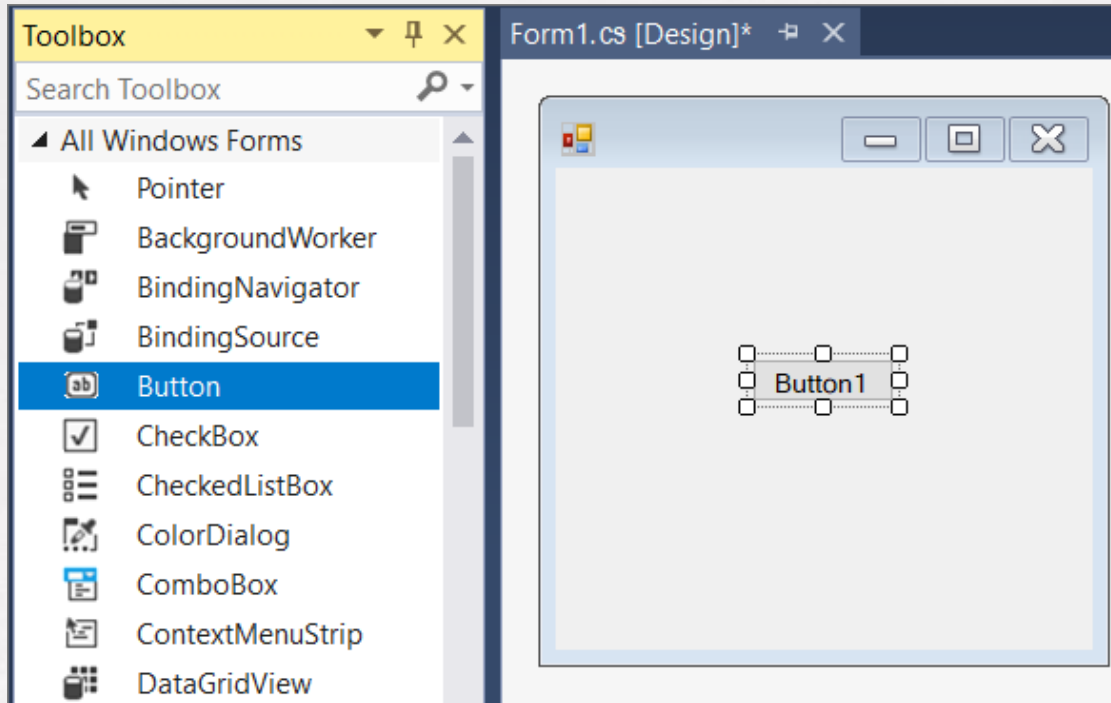 Toolbox
Search Toolbox
All Windows Forms
Pointer
BackgroundWorker
BindingNavigator
BindingSource
ab Button
CheckBox
CheckedListBox
ColorDialog
ComboBox
ContextMenuStrip
DataGridView
Form1.cs [Design]*
Button1